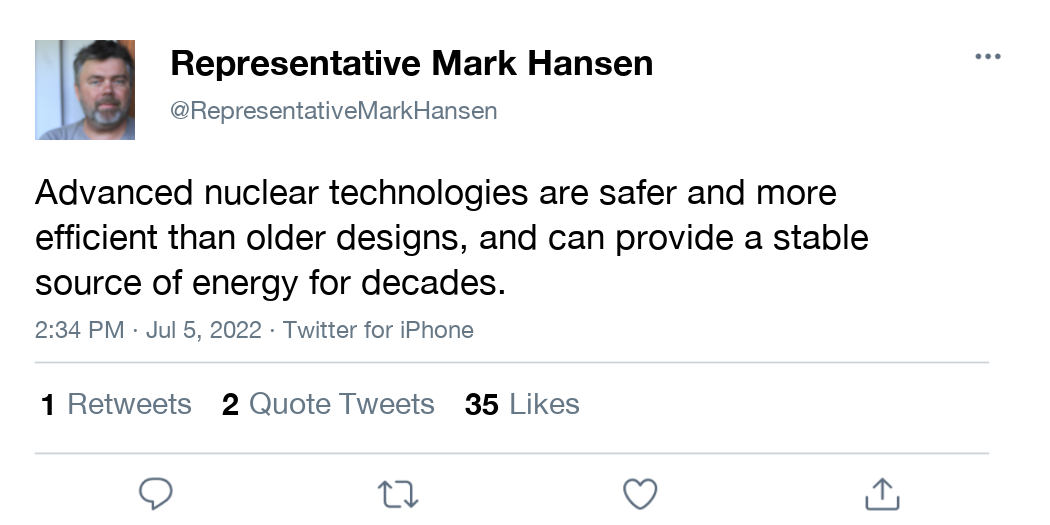 Representative Mark Hansen
@RepresentativeMarkHansen
Advanced nuclear technologies are safer and more
efficient than older designs, and can provide a stable
source of energy for decades.
2:34 PM · Jul 5, 2022 · Twitter for iPhone
1 Retweets 2 Quote Tweets 35 Likes